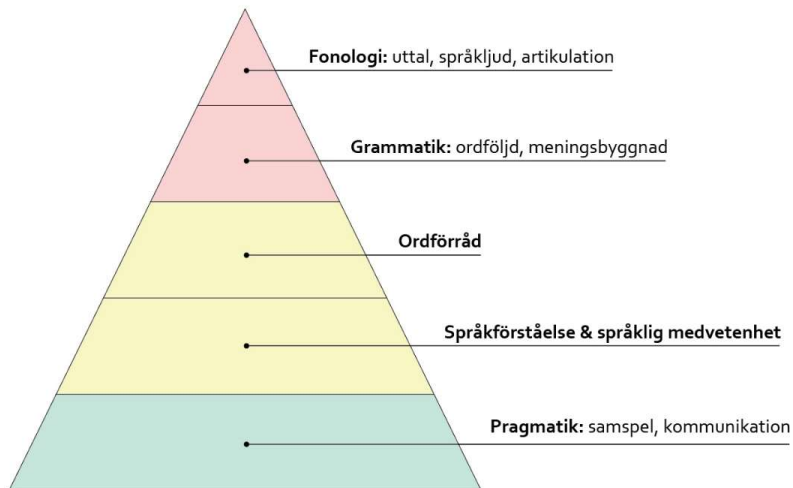 Fonologi: uttal, språkljud, artikulation
Grammatik: ordföljd, meningsbyggnad
Ordförråd
Språkförståelse & språklig medvetenhet
Pragmatik: samspel, kommunikation